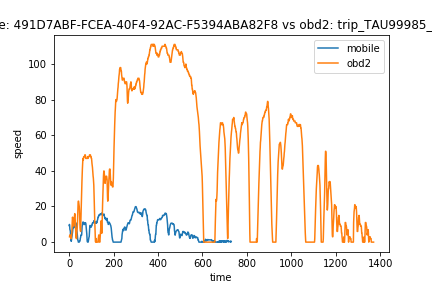 e: 491D7ABF-FCEA-40F4-92AC-F5394ABA82F8 vs obd2: trip_TAU99985_
mobile
obd2
100
80
60
40
20
0
speed
0 200 400 600 800 1000 1200 1400
time